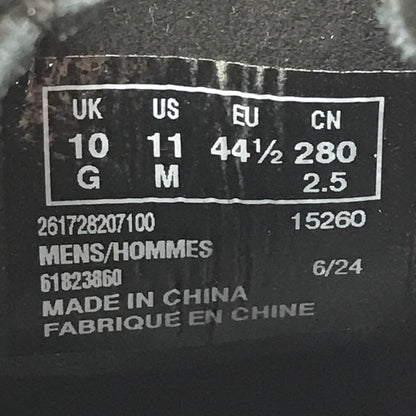 UK US EU CN
10 11 44½ 280
G M 2.5
261728207100 15260
MENS/HOMMES
61823860 6/24
MADE IN CHINA
FABRIQUE EN CHINE